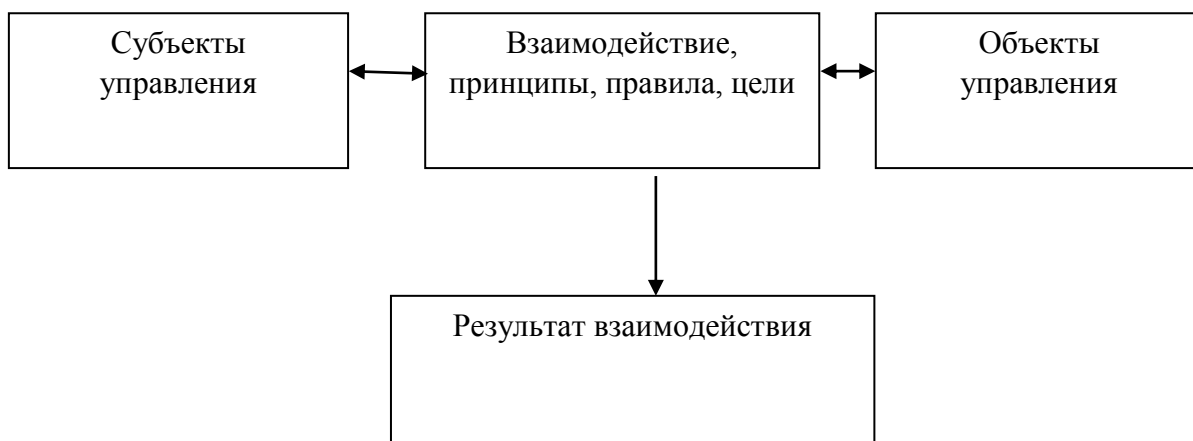 Субъекты
управления
Взаимодействие,
принципы, правила, цели
Объекты
управления
Результат взаимодействия